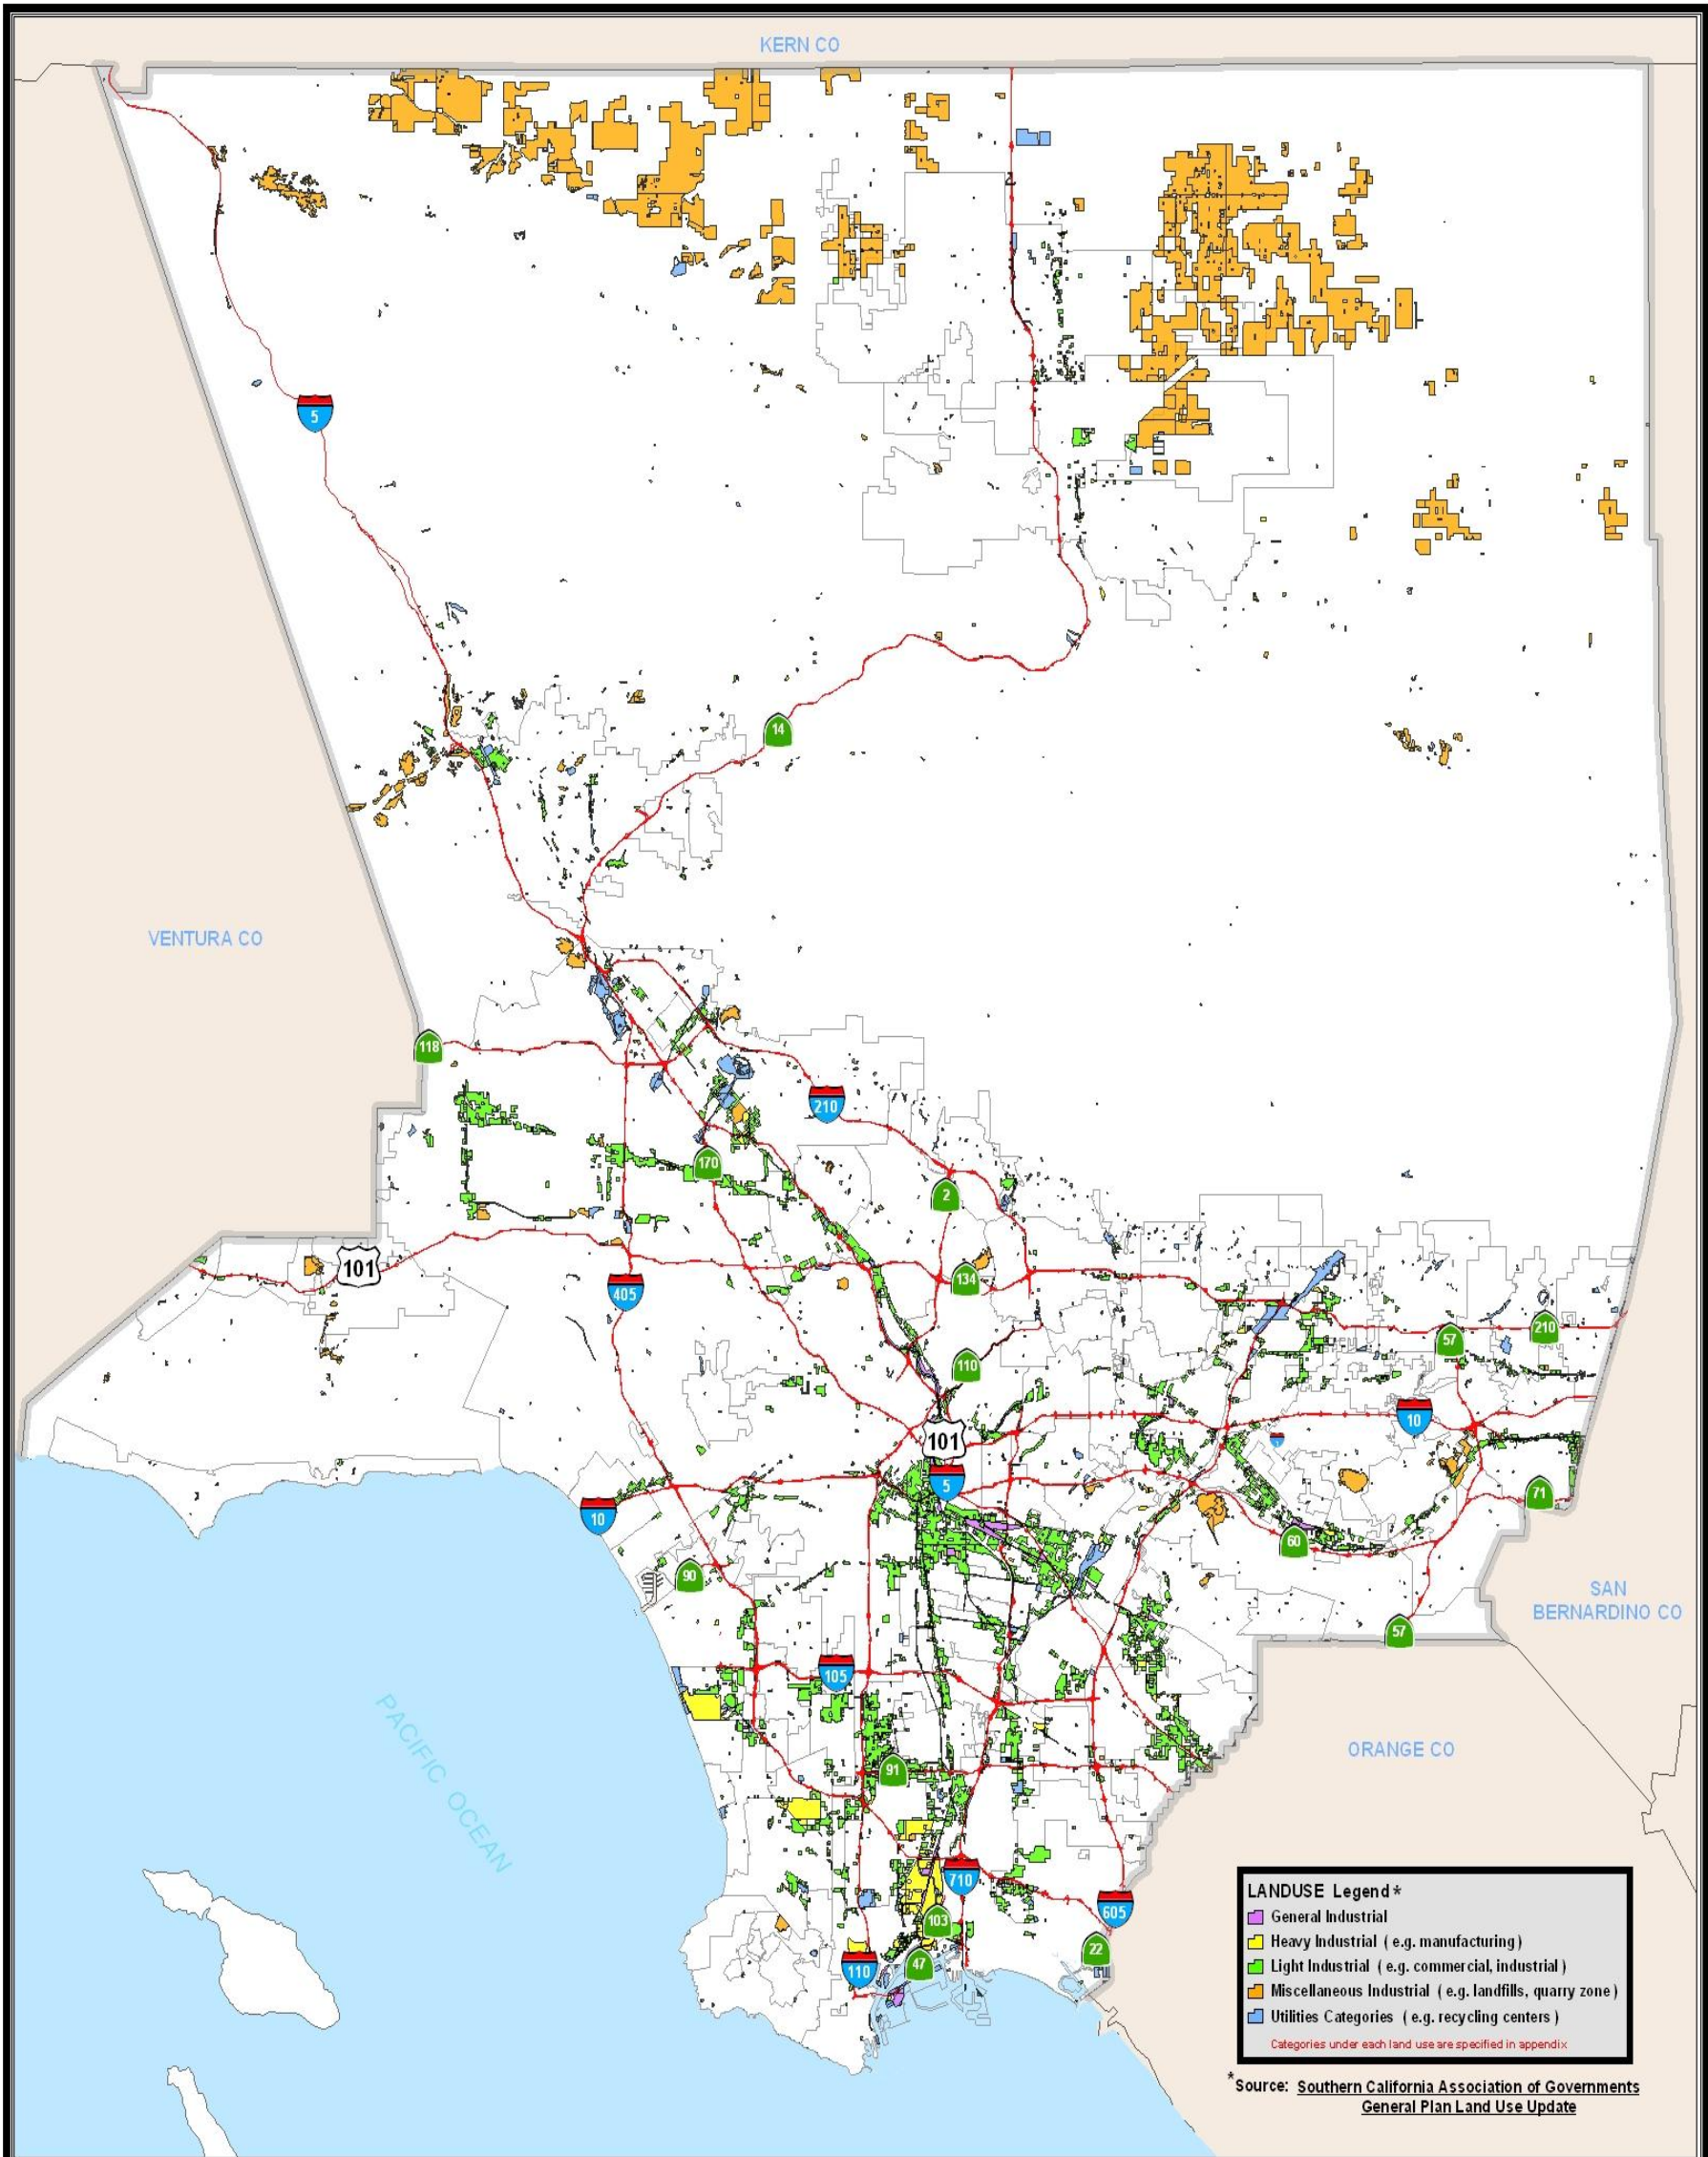 KERN CO
5
14
VENTURA CO
118
210
170
2
101
405
134
57
210
110
10
101
5
71
10
60
90
SAN
BERNARDINO CO
57
105
PACIFIC OCEAN
91
ORANGE CO
710
605
103
22
47
110
LANDUSE Legend *
General Industrial
Heavy Industrial ( e.g. manufacturing )
Light Industrial ( e.g. commercial, industrial )
Miscellaneous Industrial ( e.g. landfills, quarry zone )
Utilities Categories ( e.g. recycling centers )
Categories under each land use are specified in appendix
*Source: Southern California Association of Governments
General Plan Land Use Update